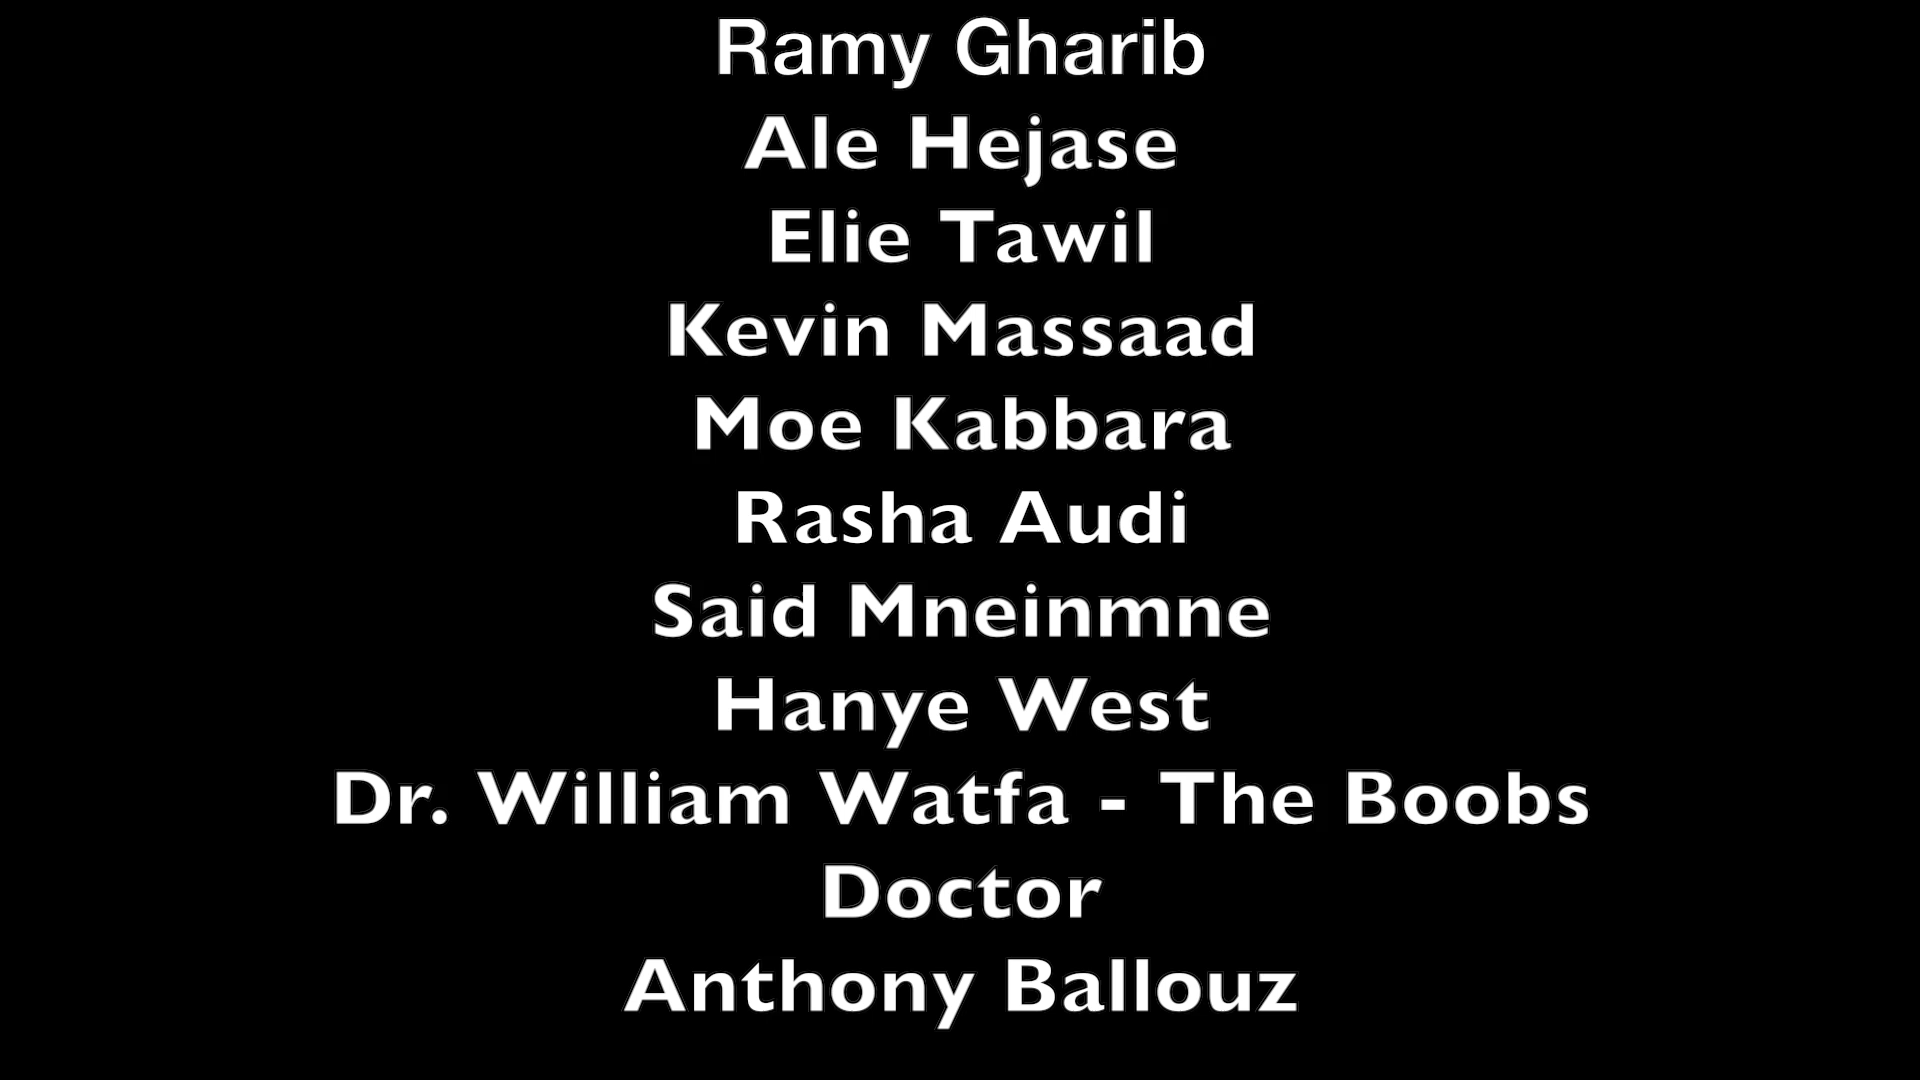 Ramy Gharib
Ale Hejase
Elie Tawil
Kevin Massaad
Moe Kabbara
Rasha Audi
Said Mneinmne
Hanye West
Dr. William Watfa - The Boobs
Doctor
Anthony Ballouz